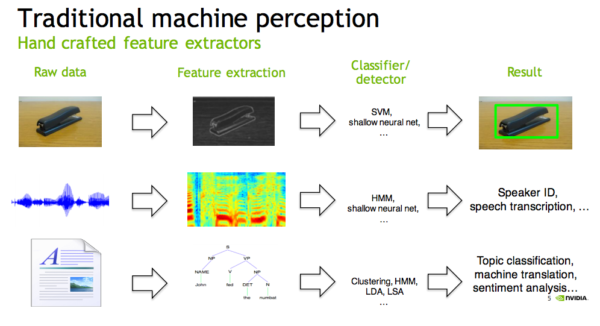 Traditional machine perception
Hand crafted feature extractors
Raw data
Feature extraction
Classifier/
detector
Result
SVM,
shallow neural net,
…
HMM,
shallow neural net,
…
Speaker ID,
speech transcription, …
A
S
NP VP
NAME V NP
John fed DET N
the numbat
Clustering, HMM,
LDA, LSA
…
Topic classification,
machine translation,
sentiment analysis…
5 NVIDIA.